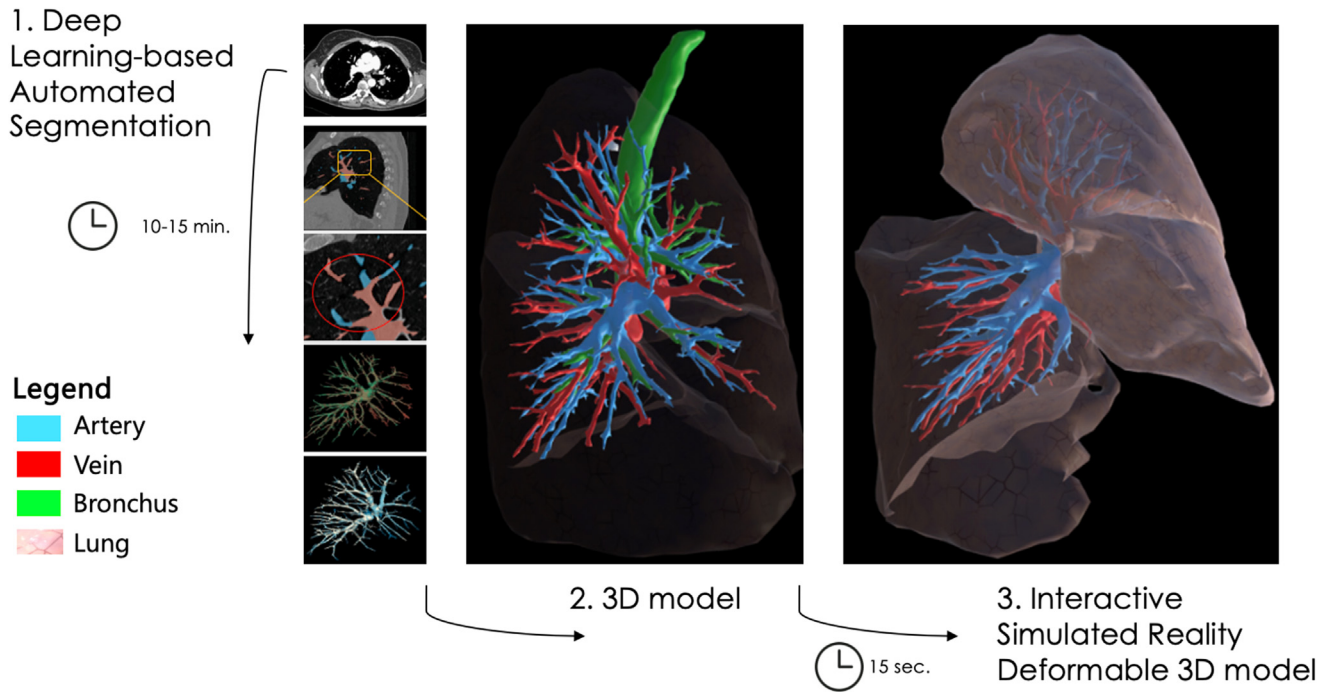 1. Deep
Learning-based
Automated
Segmentation
10-15 min.
Legend
Artery
Vein
Bronchus
Lung
2. 3D model
15 sec.
3. Interactive
Simulated Reality
Deformable 3D model